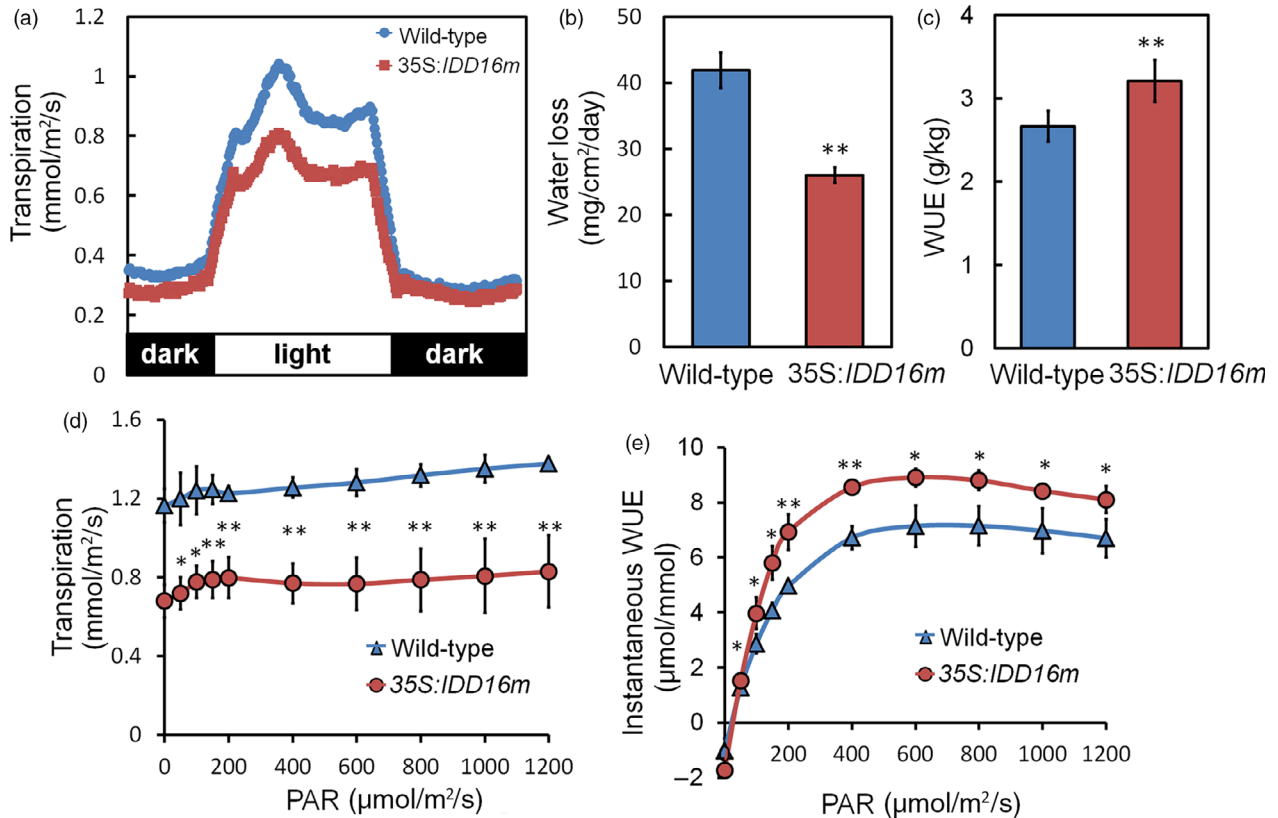 (a)
Transpiration
(mmol/m²/s)
1.2
1
0.8
0.6
0.4
0.2
0
Wild-type
35S:IDD16m
dark
light
dark
(b)
Water loss
(mg/cm²/day)
50
40
30
20
10
0
**
Wild-type
35S:IDD16m
(c)
WUE (g/kg)
4
3
2
1
0
**
Wild-type
35S:IDD16m
(d)
Transpiration
(mmol/m²/s)
1.6
1.2
0.8
0.4
0
* * ** ** ** ** ** ** **
Wild-type
35S:IDD16m
0 200 400 600 800 1000 1200
PAR (µmol/m²/s)
(e)
Instantaneous WUE
(µmol/mmol)
10
8
6
4
2
0
−2
* * * ** ** * * * *
Wild-type
35S:IDD16m
200 400 600 800 1000 1200
PAR (µmol/m²/s)